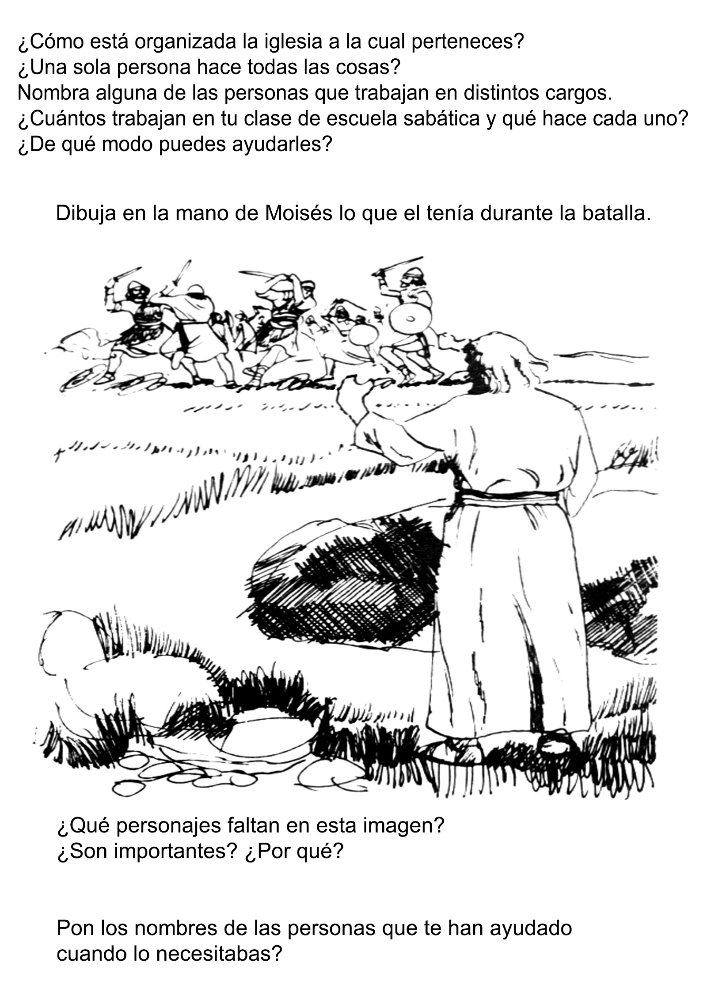 ¿Cómo está organizada la iglesia a la cual perteneces?
¿Una sola persona hace todas las cosas?
Nombra alguna de las personas que trabajan en distintos cargos.
¿Cuántos trabajan en tu clase de escuela sabática y qué hace cada uno?
¿De qué modo puedes ayudarles?
Dibuja en la mano de Moisés lo que el tenía durante la batalla.
¿Qué personajes faltan en esta imagen?
¿Son importantes? ¿Por qué?
Pon los nombres de las personas que te han ayudado
cuando lo necesitabas?